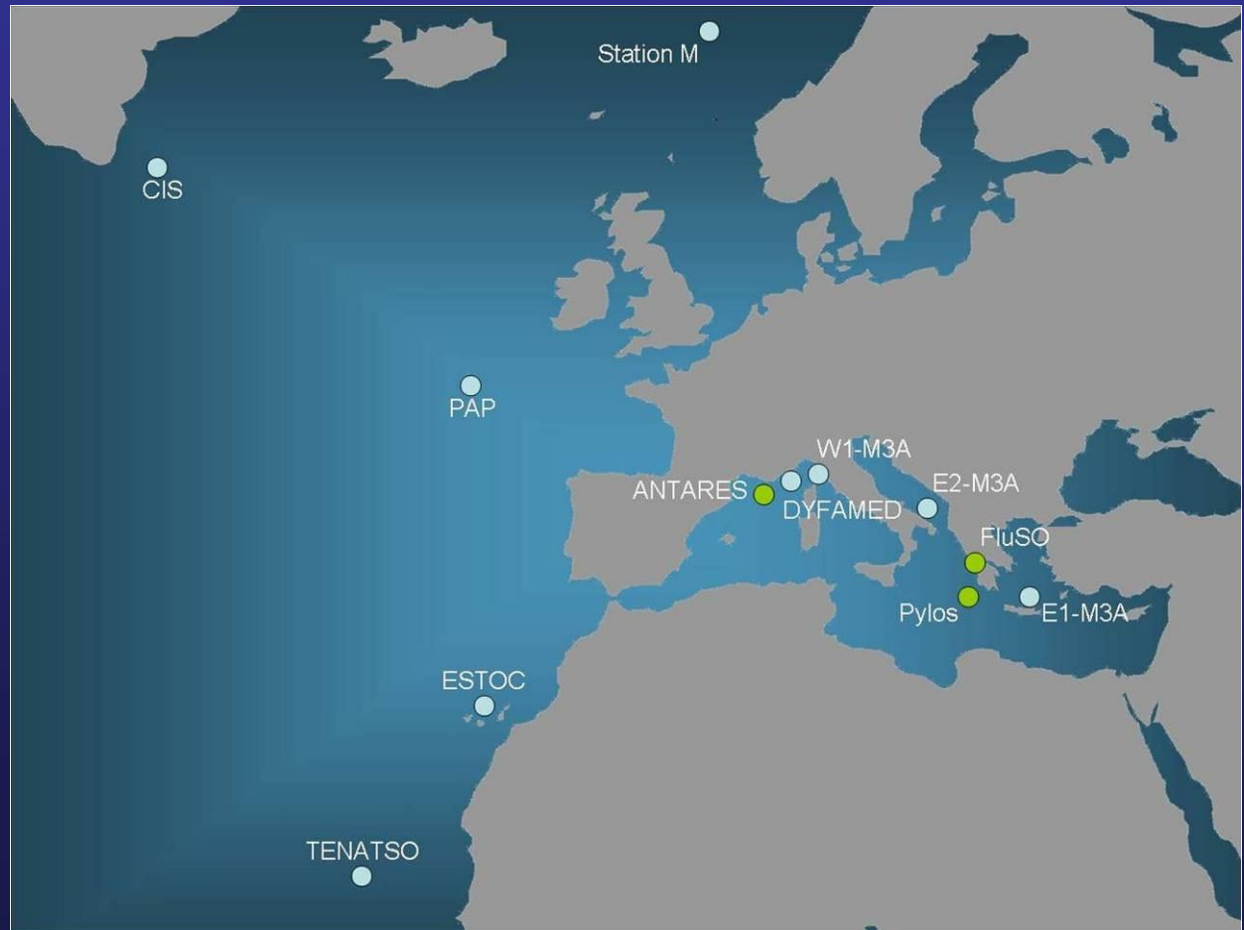 Station M
CIS
PAP
W1-M3A
ANTARES
E2-M3A
DYFAMED
FluSO
Pylos
E1-M3A
ESTOC
TENATSO